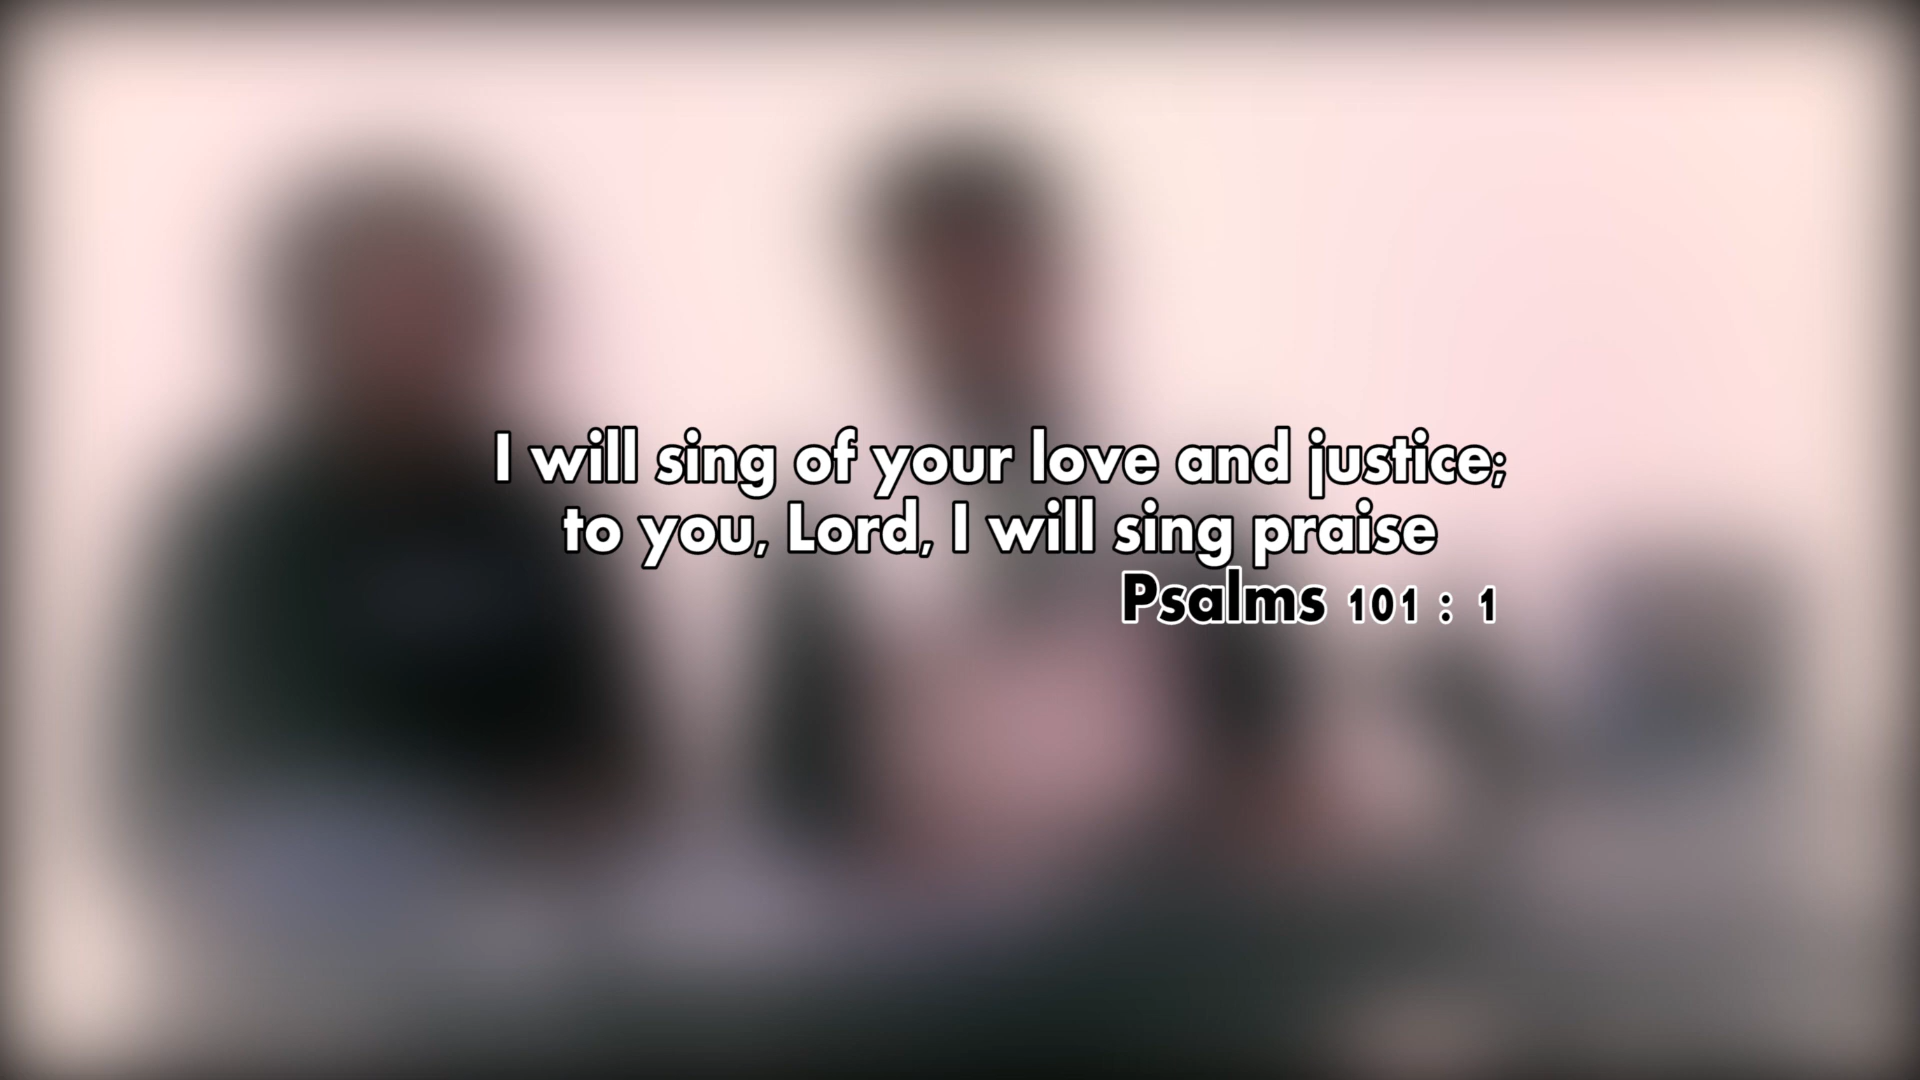 I will sing of your love and justice;
to you, Lord, I will sing praise
Psalms 101 : 1